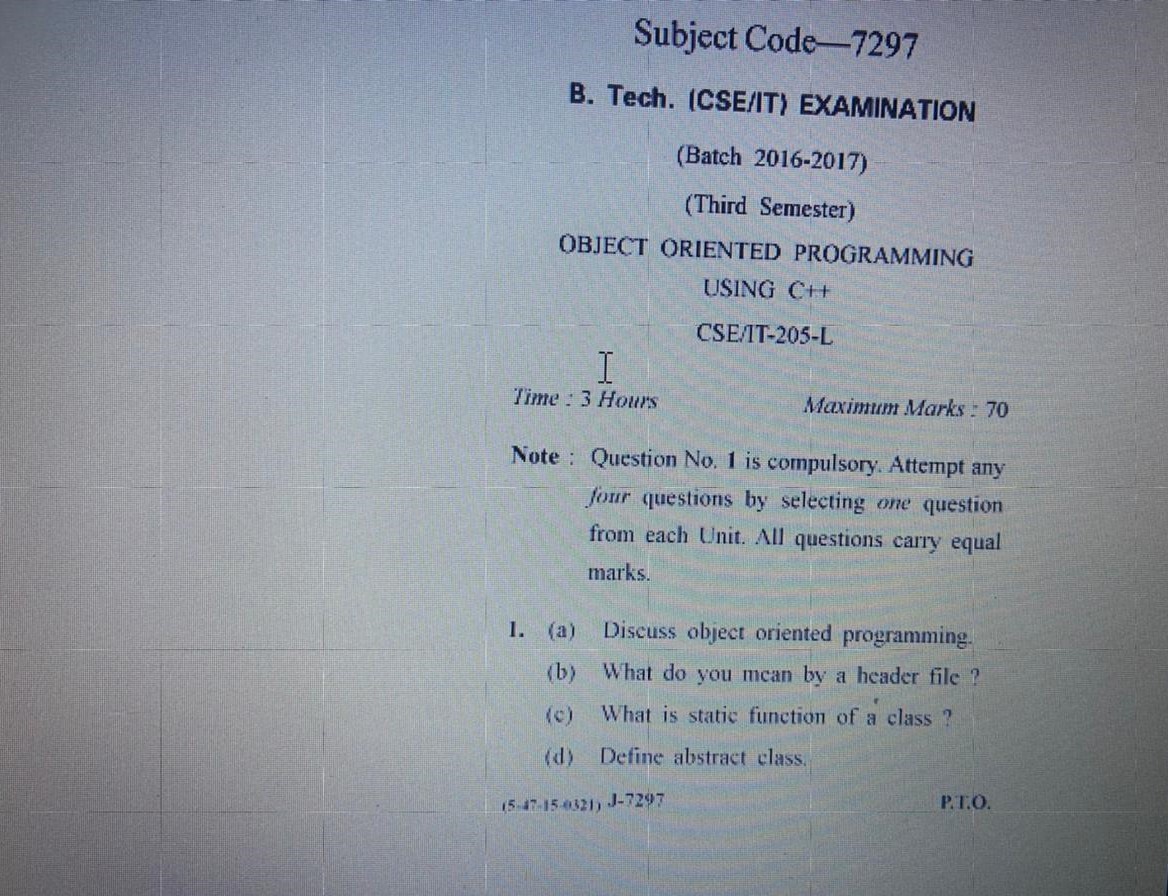 Subject Code—7297
B. Tech. (CSE/IT) EXAMINATION
(Batch 2016-2017)
(Third Semester)
OBJECT ORIENTED PROGRAMMING
USING C++
CSE/IT-205-L
Time : 3 Hours Maximum Marks : 70
Note : Question No. 1 is compulsory. Attempt any
four questions by selecting one question
from each Unit. All questions carry equal
marks.
1. (a) Discuss object oriented programming.
(b) What do you mean by a header file ?
(c) What is static function of a class ?
(d) Define abstract class.
(5-47-15-0321) J-7297 P.T.O.